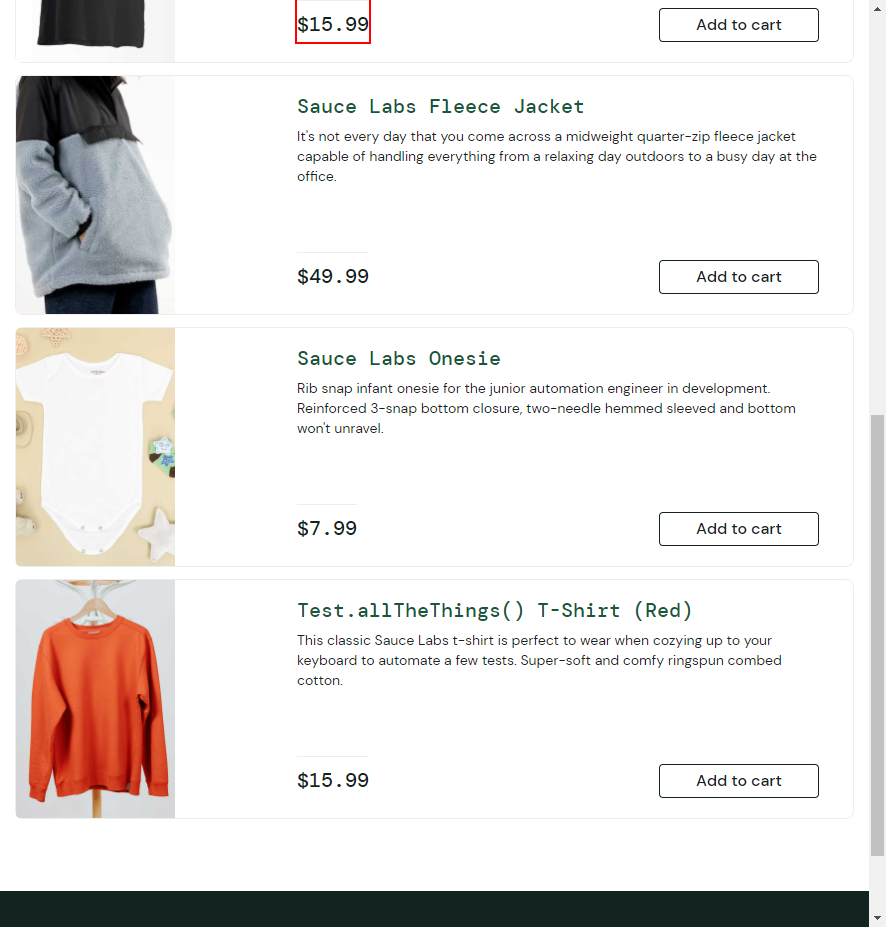 $15.99
Add to cart
Sauce Labs Fleece Jacket
It's not every day that you come across a midweight quarter-zip fleece jacket
capable of handling everything from a relaxing day outdoors to a busy day at the
office.
$49.99
Add to cart
Sauce Labs Onesie
Rib snap infant onesie for the junior automation engineer in development.
Reinforced 3-snap bottom closure, two-needle hemmed sleeved and bottom
won't unravel.
$7.99
Add to cart
Test.allTheThings() T-Shirt (Red)
This classic Sauce Labs t-shirt is perfect to wear when cozying up to your
keyboard to automate a few tests. Super-soft and comfy ringspun combed
cotton.
$15.99
Add to cart